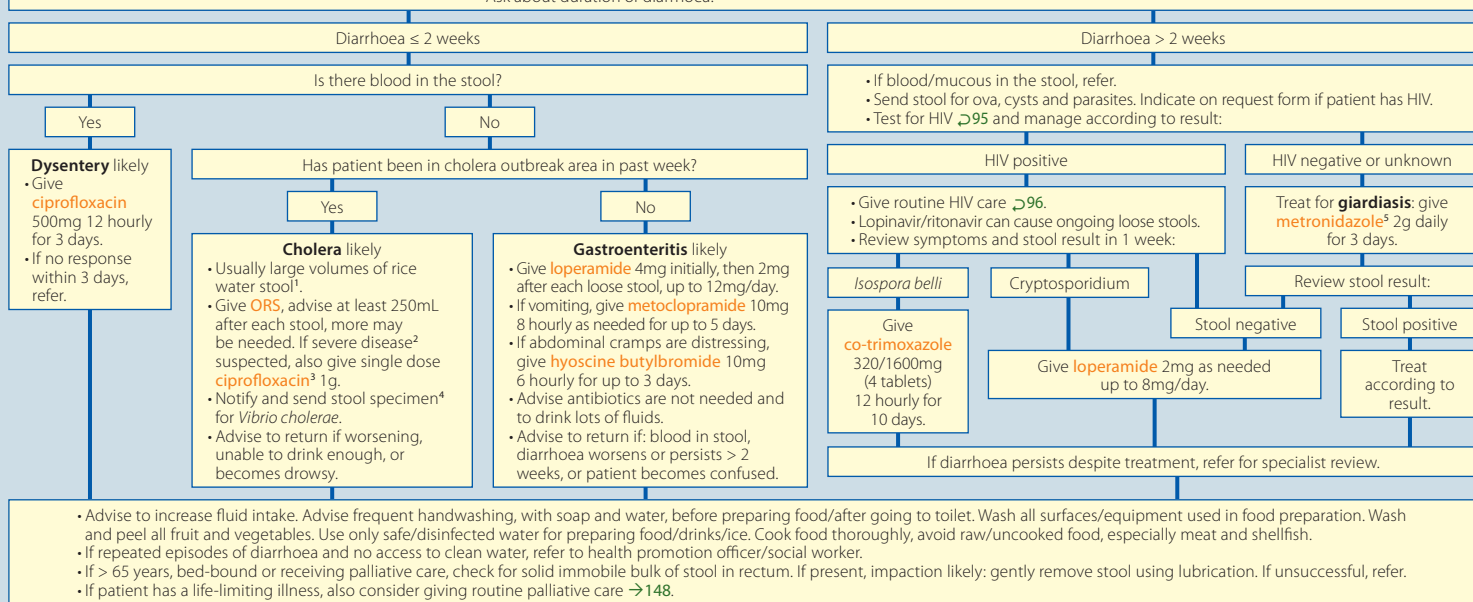 Ask about duration of diarrhoea.
Diarrhoea ≤ 2 weeks
Is there blood in the stool?
Yes
No
Dysentery likely
• Give
ciprofloxacin
500mg 12 hourly
for 3 days.
• If no response
within 3 days,
refer.
Has patient been in cholera outbreak area in past week?
Yes
No
Cholera likely
• Usually large volumes of rice
water stool¹.
• Give ORS, advise at least 250mL
after each stool, more may
be needed. If severe disease²
suspected, also give single dose
ciprofloxacin³ 1g.
• Notify and send stool specimen⁴
for Vibrio cholerae.
• Advise to return if worsening,
unable to drink enough, or
becomes drowsy.
Gastroenteritis likely
• Give loperamide 4mg initially, then 2mg
after each loose stool, up to 12mg/day.
• If vomiting, give metoclopramide 10mg
8 hourly as needed for up to 5 days.
• If abdominal cramps are distressing,
give hyoscine butylbromide 10mg
6 hourly for up to 3 days.
• Advise antibiotics are not needed and
to drink lots of fluids.
• Advise to return if: blood in stool,
diarrhoea worsens or persists > 2
weeks, or patient becomes confused.
Diarrhoea > 2 weeks
• If blood/mucous in the stool, refer.
• Send stool for ova, cysts and parasites. Indicate on request form if patient has HIV.
• Test for HIV ⮌95 and manage according to result:
HIV positive
• Give routine HIV care ⮌96.
• Lopinavir/ritonavir can cause ongoing loose stools.
• Review symptoms and stool result in 1 week:
HIV negative or unknown
Treat for giardiasis: give
metronidazole⁵ 2g daily
for 3 days.
Review stool result:
Isospora belli
Cryptosporidium
Stool negative
Stool positive
Give
co-trimoxazole
320/1600mg
(4 tablets)
12 hourly for
10 days.
Give loperamide 2mg as needed
up to 8mg/day.
Treat
according to
result.
If diarrhoea persists despite treatment, refer for specialist review.
• Advise to increase fluid intake. Advise frequent handwashing, with soap and water, before preparing food/after going to toilet. Wash all surfaces/equipment used in food preparation. Wash
and peel all fruit and vegetables. Use only safe/disinfected water for preparing food/drinks/ice. Cook food thoroughly, avoid raw/uncooked food, especially meat and shellfish.
• If repeated episodes of diarrhoea and no access to clean water, refer to health promotion officer/social worker.
• If > 65 years, bed-bound or receiving palliative care, check for solid immobile bulk of stool in rectum. If present, impaction likely: gently remove stool using lubrication. If unsuccessful, refer.
• If patient has a life-limiting illness, also consider giving routine palliative care →148.